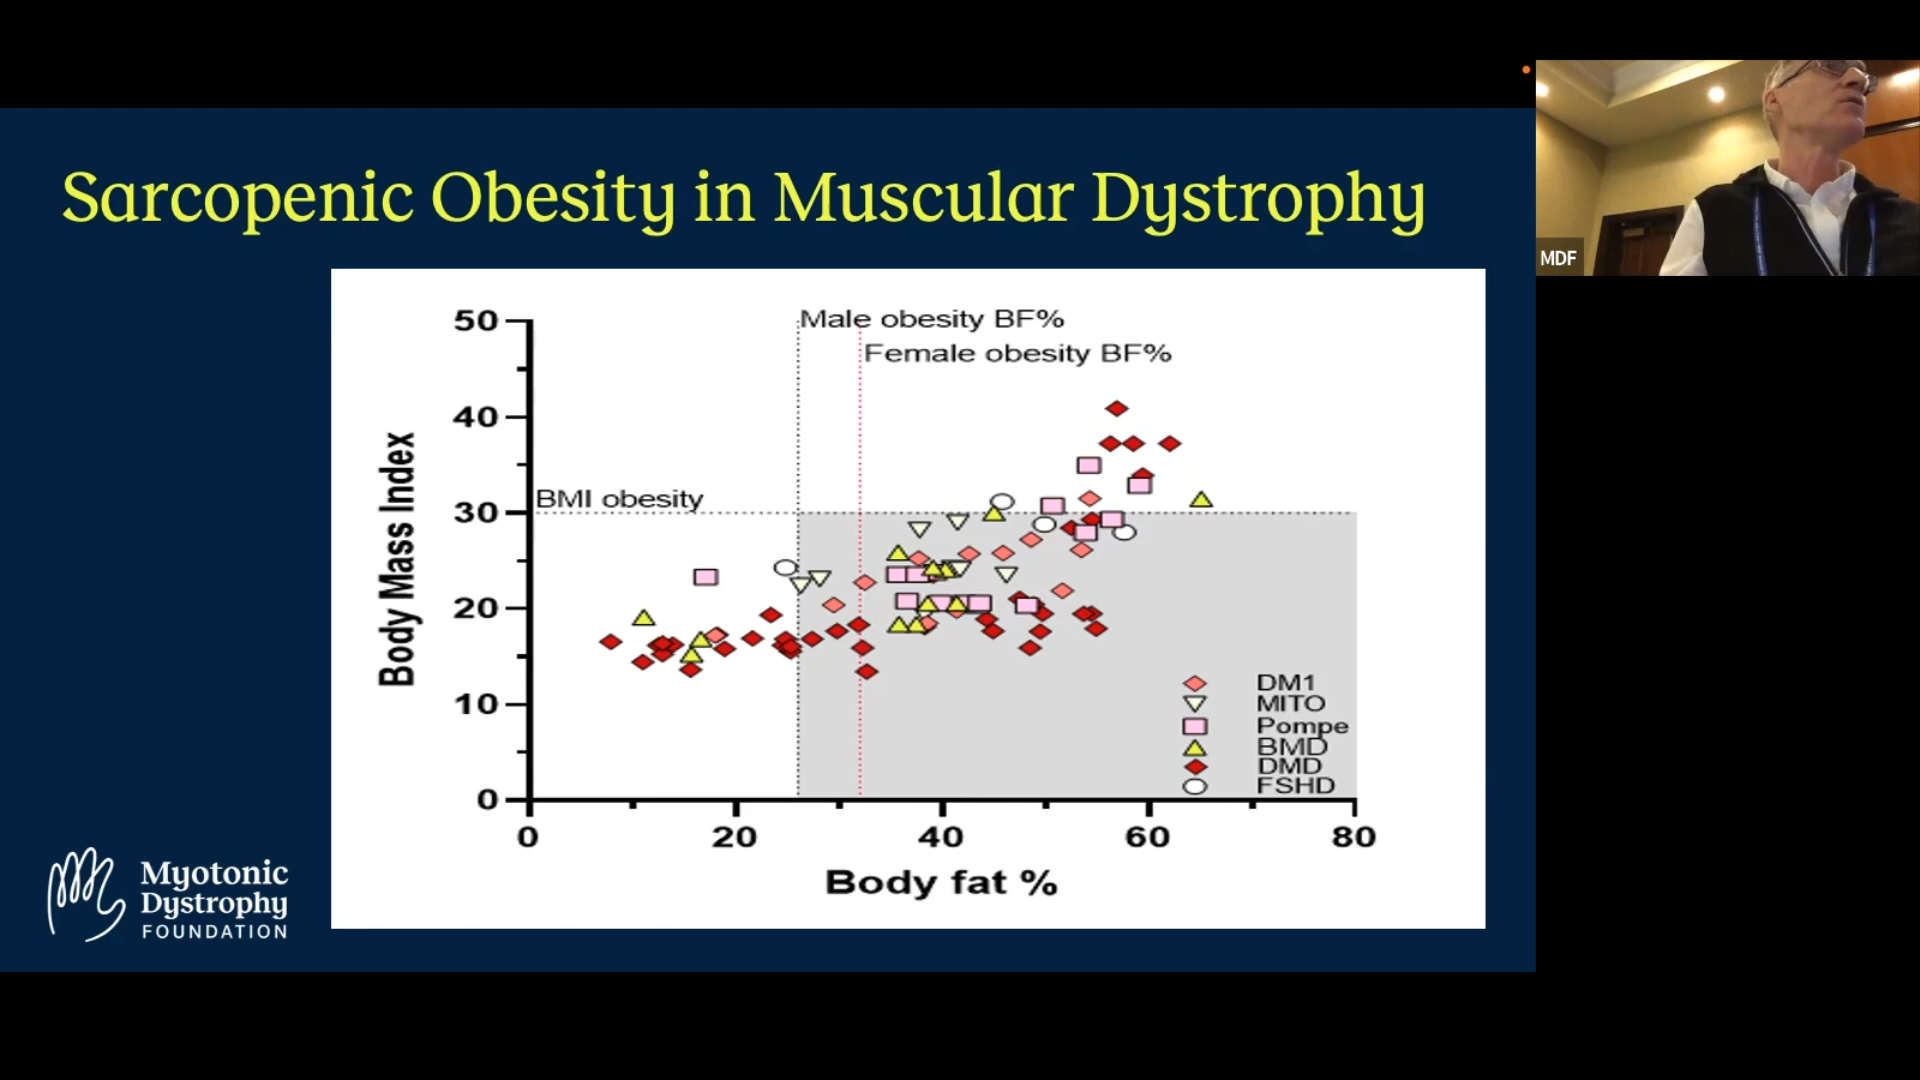 Sarcopenic Obesity in Muscular Dystrophy
MDF
50
Male obesity BF%
Female obesity BF%
40
BMI obesity
30
20
10
0
Body Mass Index
DM1
MITO
Pompe
BMD
DMD
FSHD
0 20 40 60 80
Body fat %
Myotonic
Dystrophy
FOUNDATION